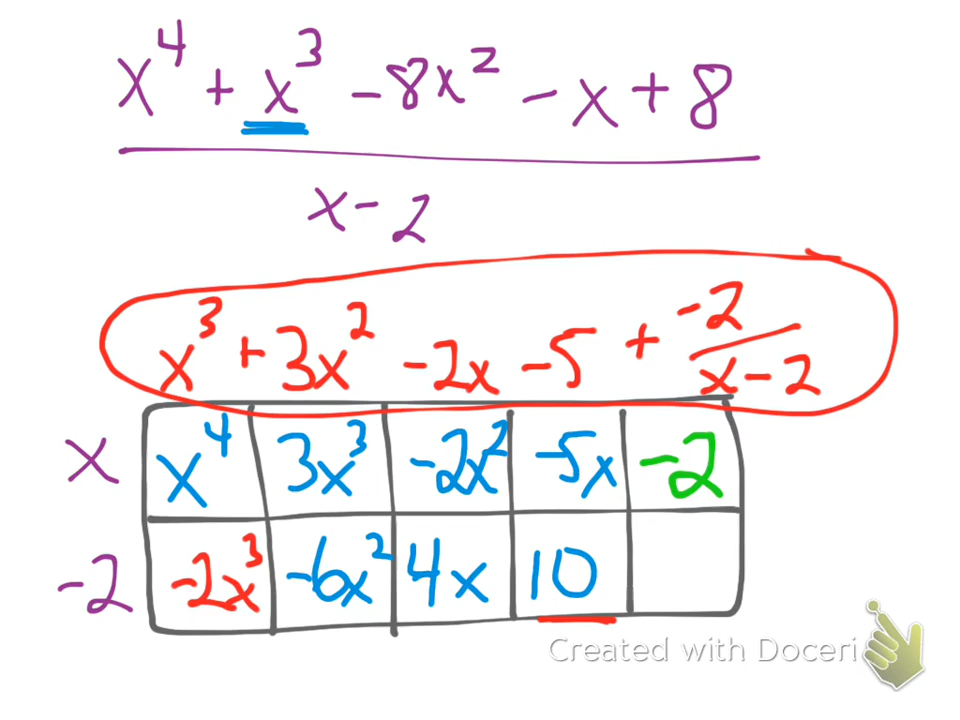 x⁴ + x³ - 8x² - x + 8
x - 2
x³ + 3x² - 2x - 5 + -2/x - 2
x x⁴ 3x³ -2x² -5x -2
-2 -2x³ -6x² 4x 10
Created with Doceri